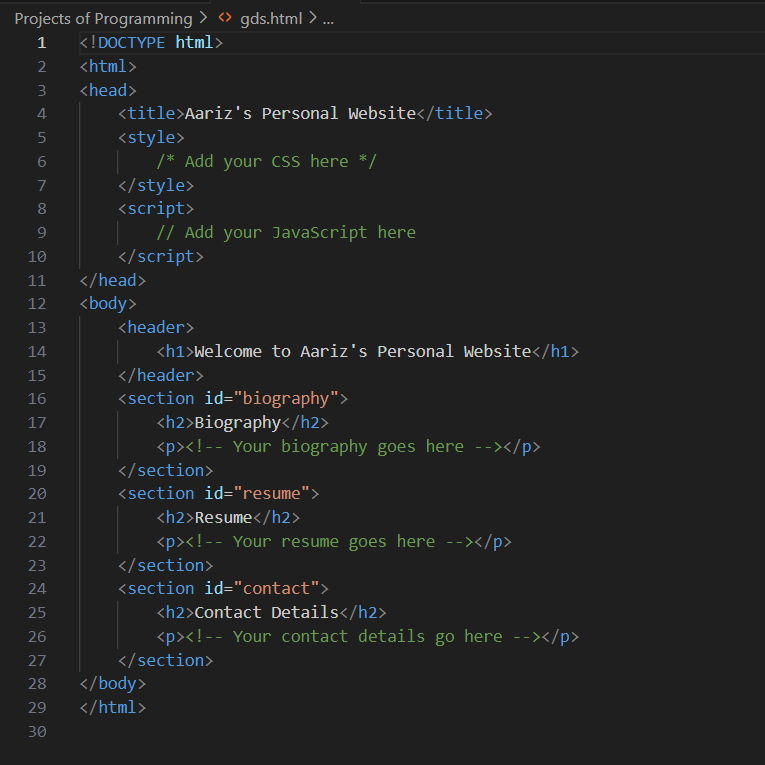 Projects of Programming > <> gds.html > ...
1 <!DOCTYPE html>
2 <html>
3 <head>
4     <title>Aariz's Personal Website</title>
5     <style>
6         /* Add your CSS here */
7     </style>
8     <script>
9         // Add your JavaScript here
10     </script>
11 </head>
12 <body>
13     <header>
14         <h1>Welcome to Aariz's Personal Website</h1>
15     </header>
16     <section id="biography">
17         <h2>Biography</h2>
18         <p><!-- Your biography goes here --></p>
19     </section>
20     <section id="resume">
21         <h2>Resume</h2>
22         <p><!-- Your resume goes here --></p>
23     </section>
24     <section id="contact">
25         <h2>Contact Details</h2>
26         <p><!-- Your contact details go here --></p>
27     </section>
28 </body>
29 </html>
30